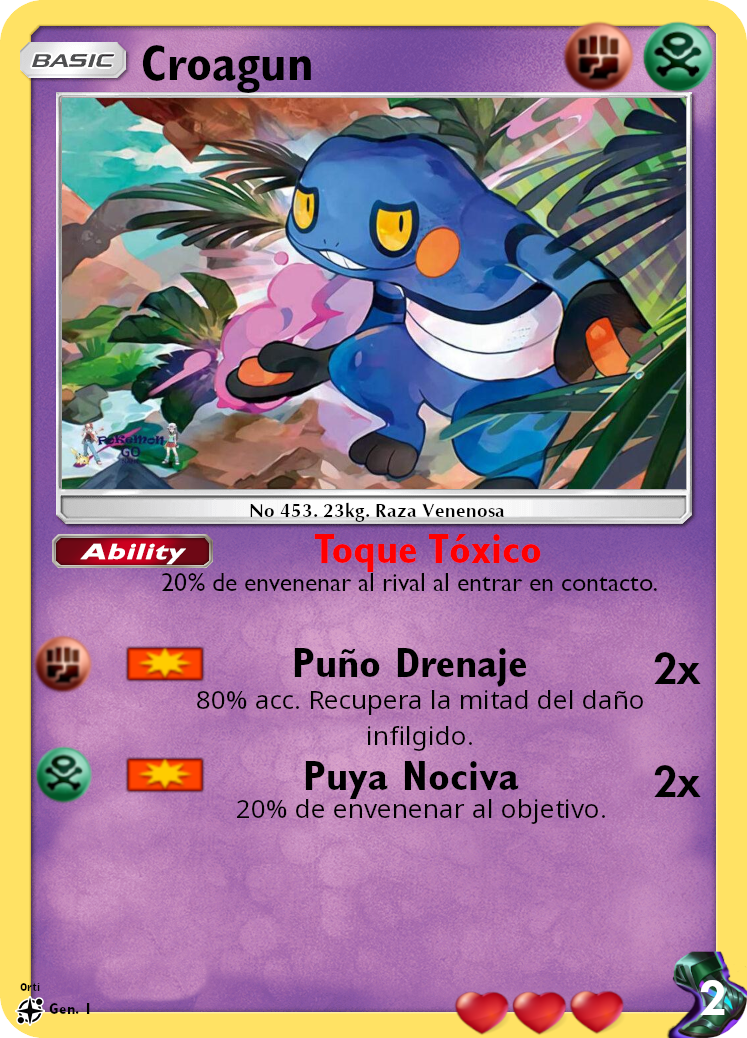 BASIC Croagun
PoKémon
GO
No 453. 23kg. Raza Venenosa
Ability Toque Tóxico
20% de envenenar al rival al entrar en contacto.
Puño Drenaje 2x
80% acc. Recupera la mitad del daño
infilgido.
Puya Nociva 2x
20% de envenenar al objetivo.
Orti
Gen. 1
2